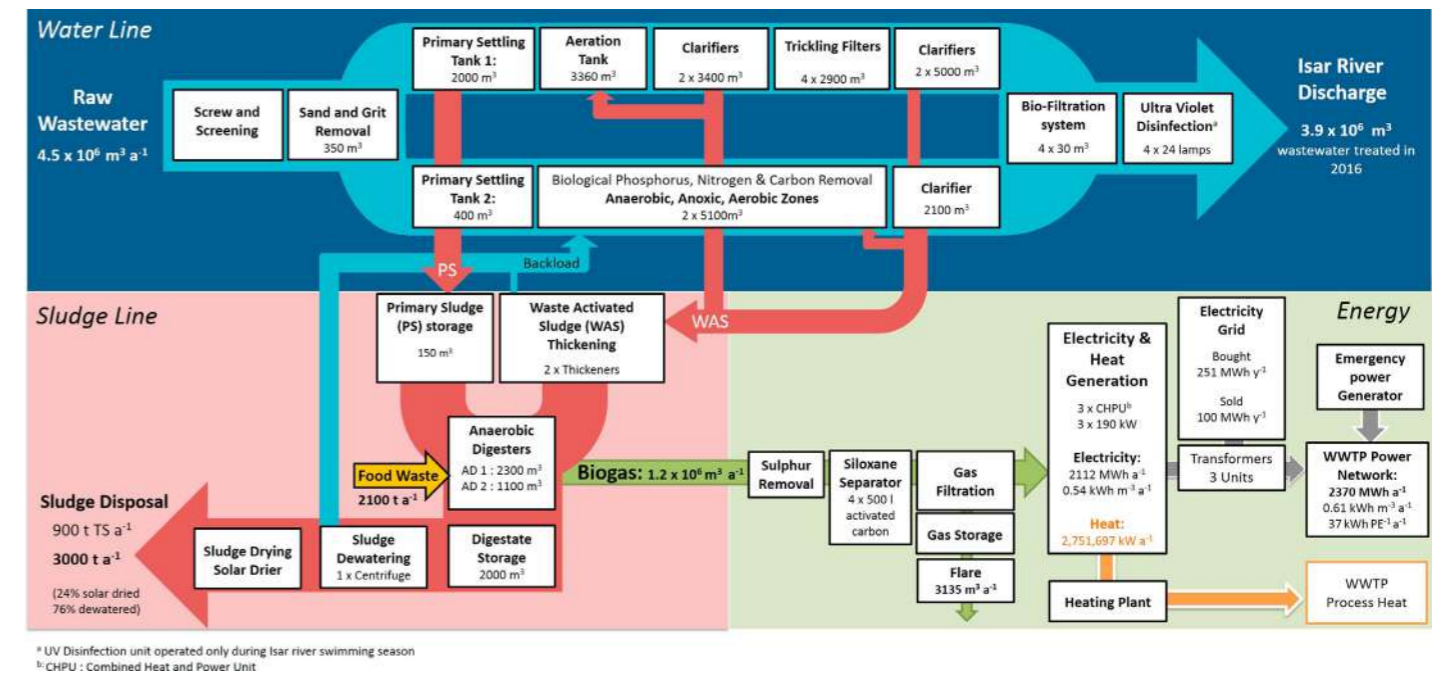 Water Line
Raw
Wastewater
4.5 x 10⁶ m³ a⁻¹
Screw and
Screening
Sand and Grit
Removal
350 m³
Primary Settling
Tank 1:
2000 m³
Aeration
Tank
3360 m³
Clarifiers
2 x 3400 m³
Trickling Filters
4 x 2900 m³
Clarifiers
2 x 5000 m³
Primary Settling
Tank 2:
400 m³
Biological Phosphorus, Nitrogen & Carbon Removal
Anaerobic, Anoxic, Aerobic Zones
2 x 5100m³
Clarifier
2100 m³
Bio-Filtration
system
4 x 30 m³
Ultra Violet
Disinfectionᵃ
4 x 24 lamps
Isar River
Discharge
3.9 x 10⁶ m³
wastewater treated in
2016
Backload
PS
WAS
Sludge Line
Primary Sludge
(PS) storage
150 m³
Waste Activated
Sludge (WAS)
Thickening
2 x Thickeners
Anaerobic
Digesters
AD 1 : 2300 m³
AD 2 : 1100 m³
Food Waste
2100 t a⁻¹
Sludge Disposal
900 t TS a⁻¹
3000 t a⁻¹
(24% solar dried
76% dewatered)
Sludge Drying
Solar Drier
Sludge
Dewatering
1 x Centrifuge
Digestate
Storage
2000 m³
Energy
Biogas: 1.2 x 10⁶ m³ a⁻¹
Sulphur
Removal
Siloxane
Separator
4 x 500 l
activated
carbon
Gas
Filtration
Gas Storage
Flare
3135 m³ a⁻¹
Electricity &
Heat
Generation
3 x CHPUᵇ
3 x 190 kW
Electricity:
2112 MWh a⁻¹
0.54 kWh m⁻³ a⁻¹
Heat:
2,751,697 kW a⁻¹
Heating Plant
Electricity
Grid
Bought
251 MWh y⁻¹
Sold
100 MWh y⁻¹
Transformers
3 Units
Emergency
power
Generator
WWTP Power
Network:
2370 MWh a⁻¹
0.61 kWh m⁻³ a⁻¹
37 kWh PE⁻¹ a⁻¹
WWTP
Process Heat
ᵃ UV Disinfection unit operated only during Isar river swimming season
ᵇ: CHPU : Combined Heat and Power Unit